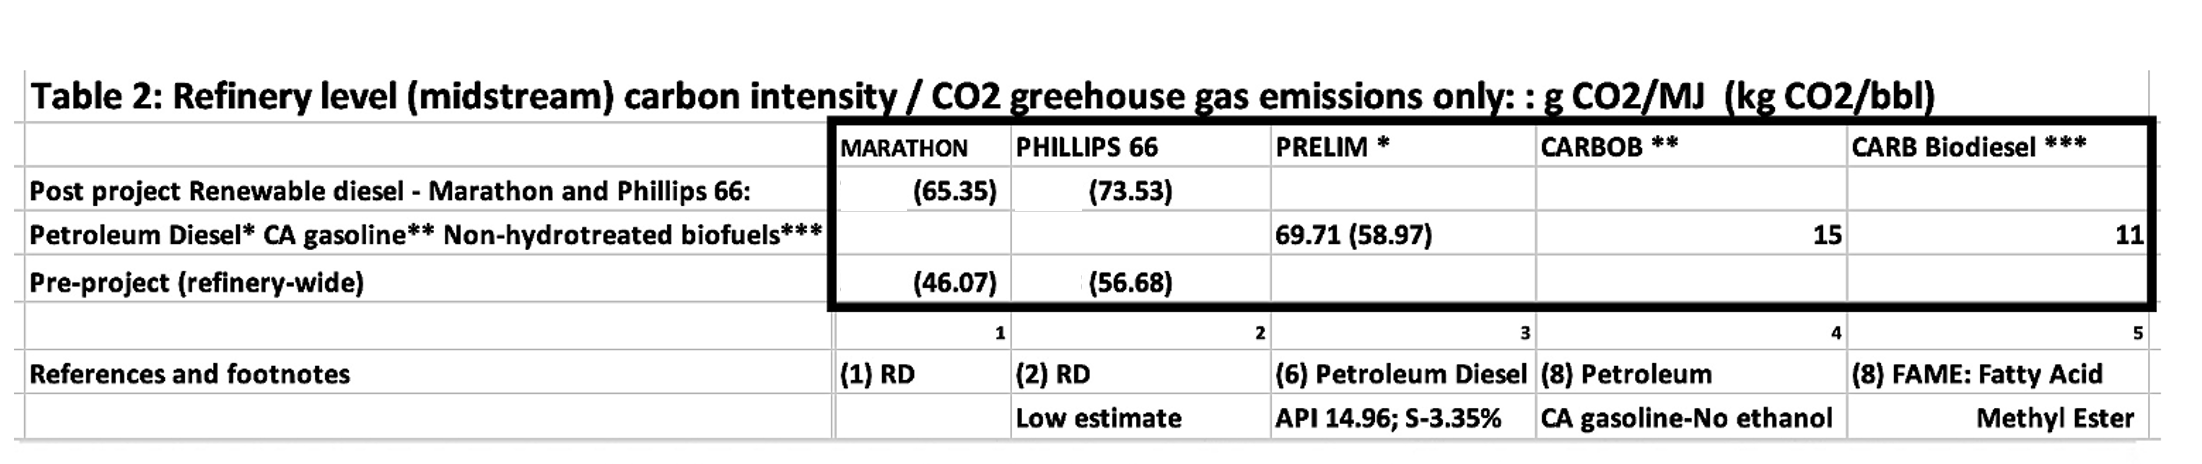 Table 2: Refinery level (midstream) carbon intensity / CO2 greehouse gas emissions only: : g CO2/MJ (kg CO2/bbl)
MARATHON PHILLIPS 66 PRELIM * CARBOB ** CARB Biodiesel ***
Post project Renewable diesel - Marathon and Phillips 66: (65.35) (73.53)
Petroleum Diesel* CA gasoline** Non-hydrotreated biofuels*** 69.71 (58.97) 15 11
Pre-project (refinery-wide) (46.07) (56.68)
1 2 3 4 5
References and footnotes (1) RD (2) RD (6) Petroleum Diesel (8) Petroleum (8) FAME: Fatty Acid
Low estimate API 14.96; S-3.35% CA gasoline-No ethanol Methyl Ester